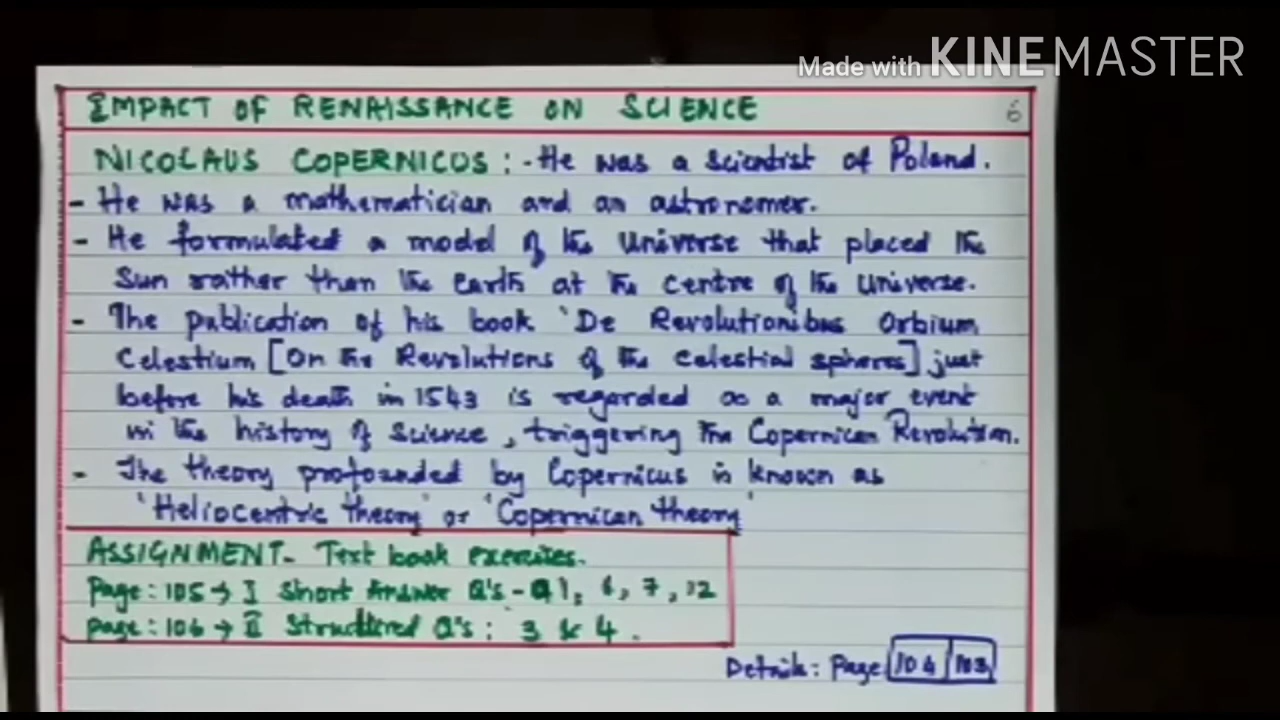 Made with KINEMASTER
IMPACT OF RENAISSANCE ON SCIENCE 6
NICOLAUS COPERNICUS :- He was a scientist of Poland.
- He was a mathematician and an astronomer.
- He formulated a model of the Universe that placed the
Sun rather than the Earth at the centre of the Universe.
- The publication of his book 'De Revolutionibus Orbium
Celestium [On the Revolutions of the Celestial spheres] just
before his death in 1543 is regarded as a major event
in the history of science, triggering the Copernican Revolution.
- The theory profounded by Copernicus is known as
'Heliocentric theory' or 'Copernican theory'
ASSIGNMENT- Text book exercises.
Page: 105 → I Short Answer Q's - Q1, 6, 7, 12
page: 106 → II Structured Q's: 3 & 4.
Details: Page 104 103